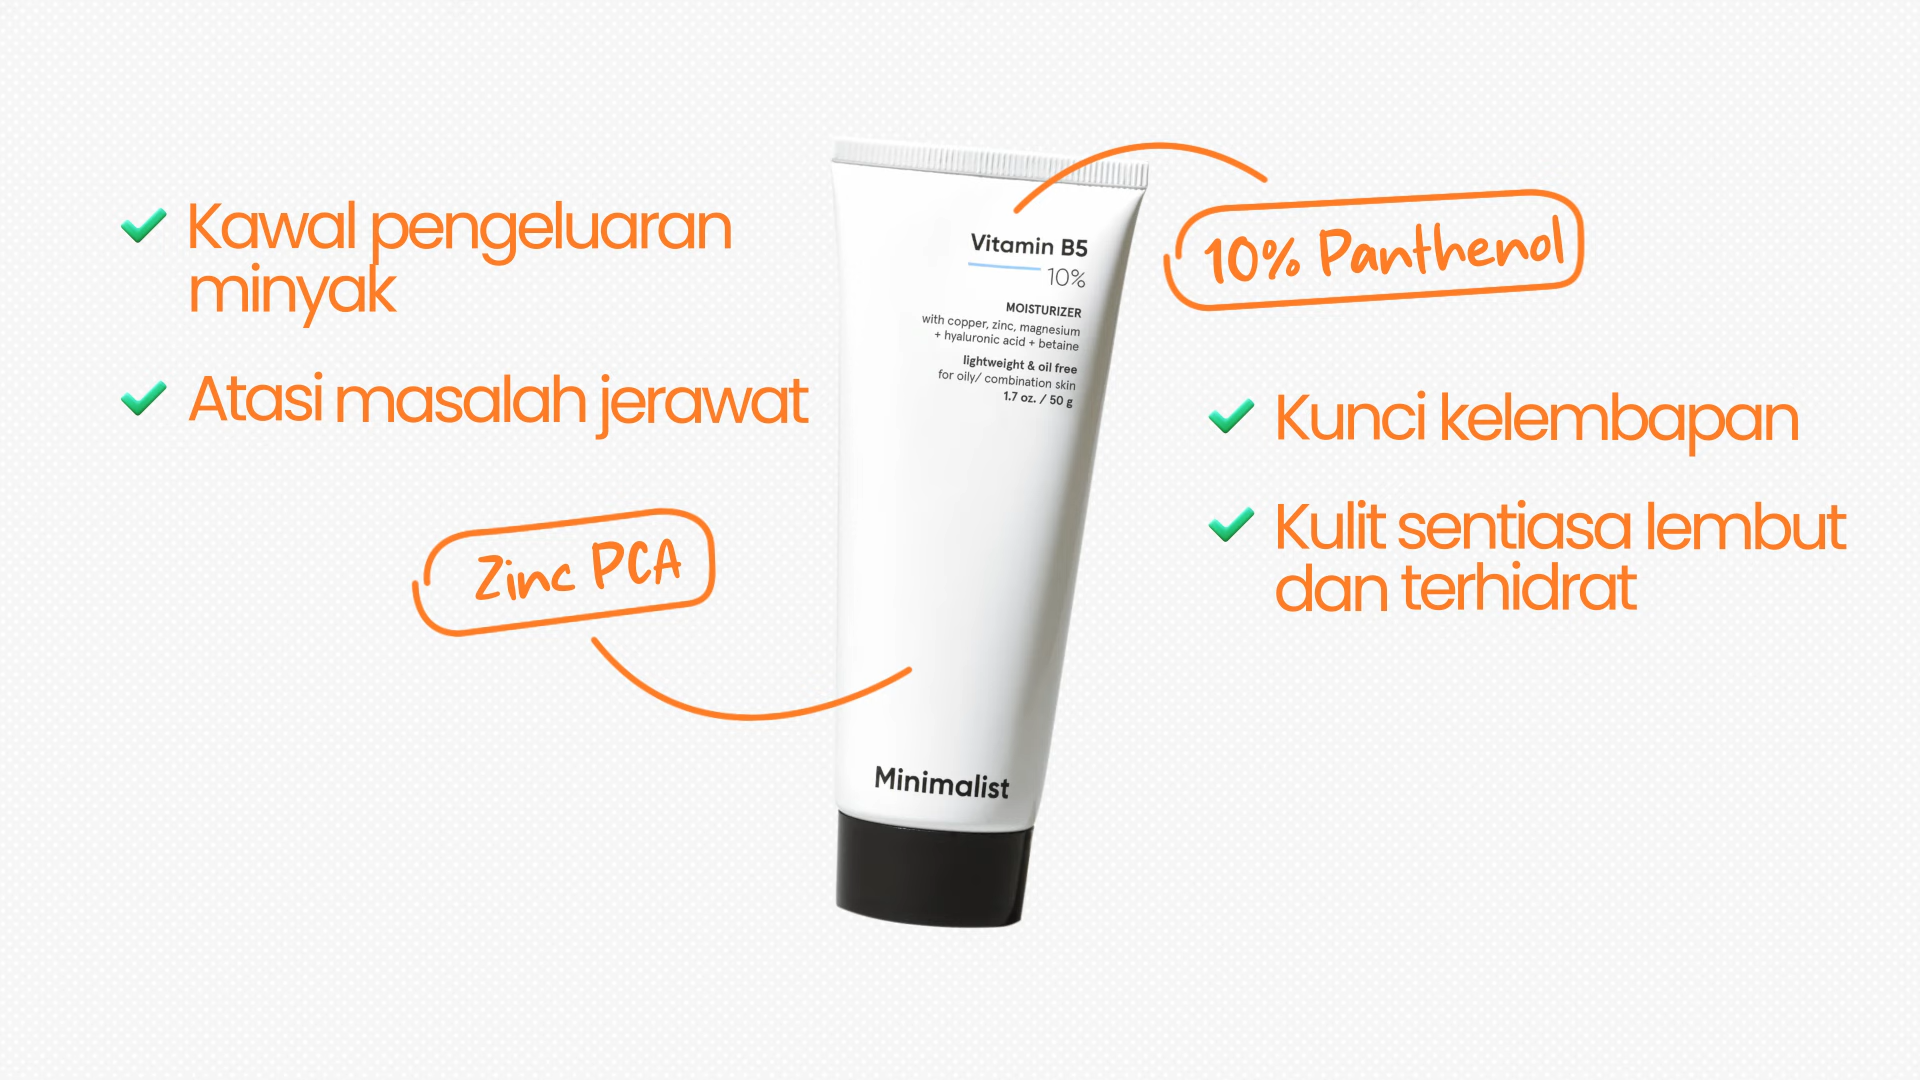 Kawal pengeluaran
minyak
Atasi masalah jerawat
Zinc PCA
Vitamin B5
10%
MOISTURIZER
with copper, zinc, magnesium
+ hyaluronic acid + betaine
lightweight & oil free
for oily/ combination skin
1.7 oz. / 50 g
Minimalist
10% Panthenol
Kunci kelembapan
Kulit sentiasa lembut
dan terhidrat